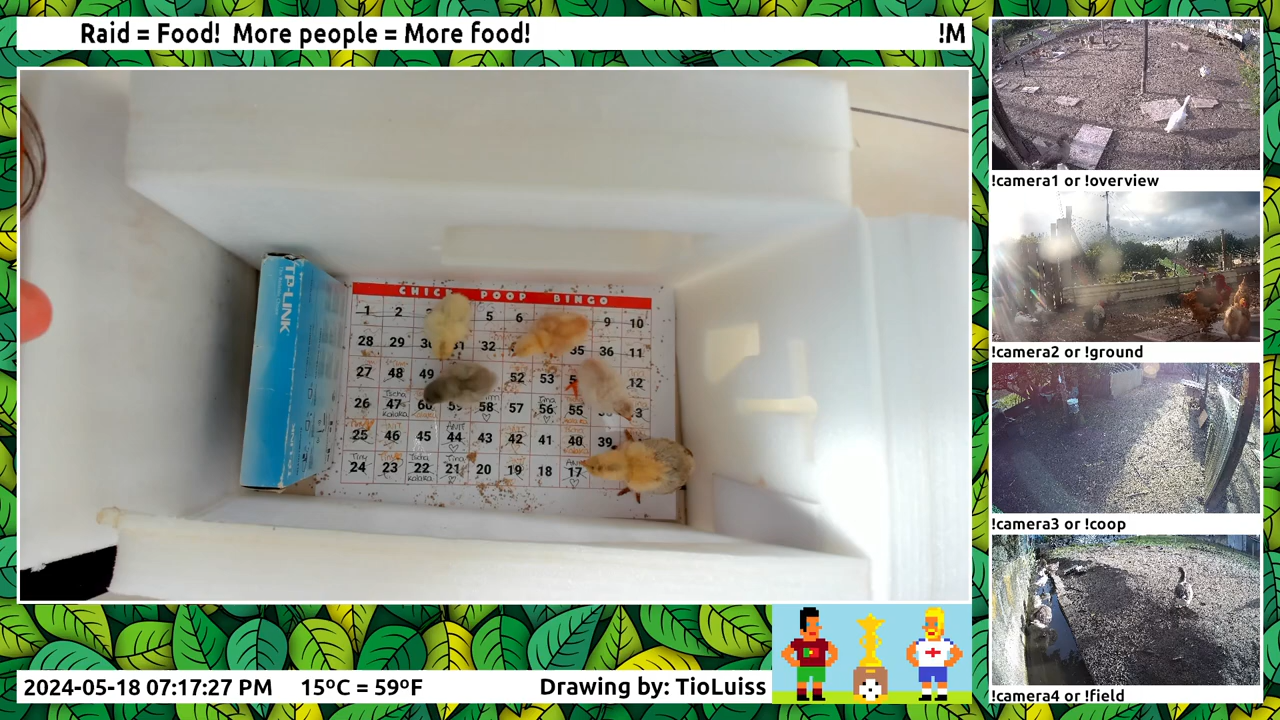 Raid = Food! More people = More food!
!M
!camera1 or !overview
!camera2 or !ground
!camera3 or !coop
!camera4 or !field
TP-LINK
CHICK POOP BINGO
1 2 5 6 9 10
28 29 31 32 35 36 11
27 48 49 52 53 12
26 47 60 59 58 57 56 55
25 46 45 44 43 42 41 40 39
24 23 22 21 20 19 18 17
2024-05-18 07:17:27 PM
15ºC = 59ºF
Drawing by: TioLuiss